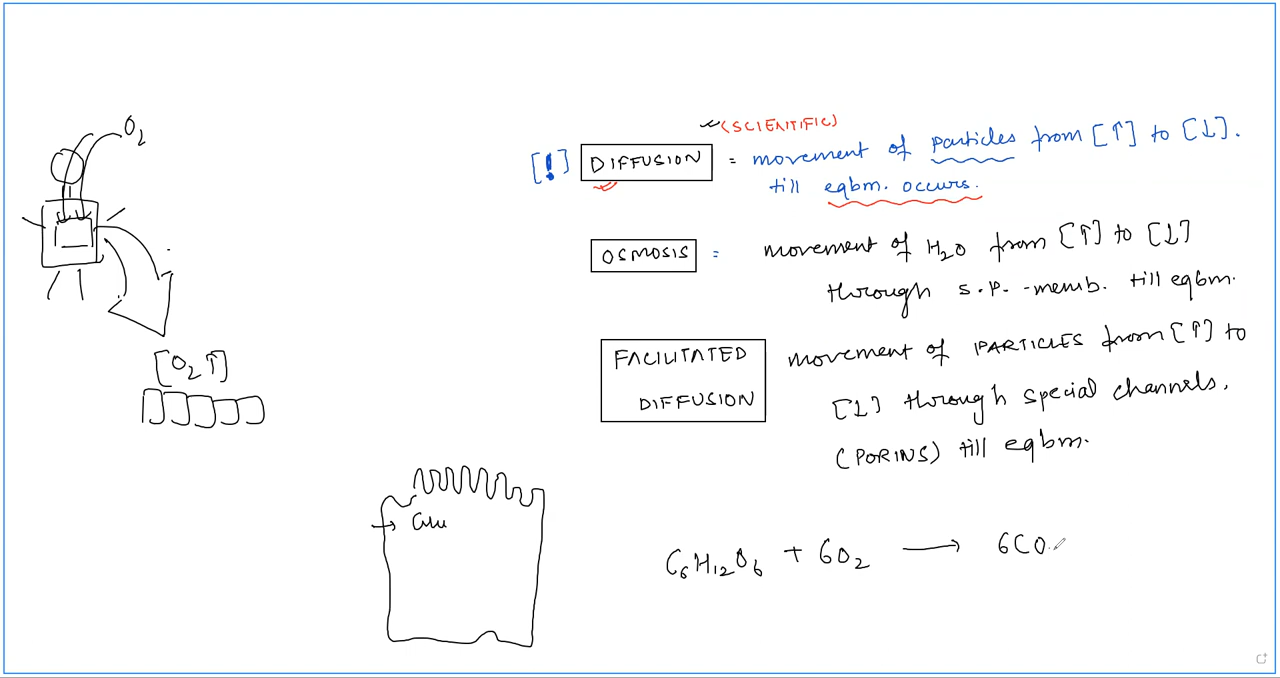 O₂
[O₂↑]
(SCIENTIFIC)
[!] DIFFUSION = movement of particles from [↑] to [↓].
till eqbm. occurs.
OSMOSIS = movement of H₂O from [↑] to [↓]
through s.p.-memb. till eqbm.
FACILITATED DIFFUSION movement of PARTICLES from [↑] to
[↓] through special channels,
(PORINS) till eqbm.
→ Glu
C₆H₁₂O₆ + 6O₂ ⟶ 6CO